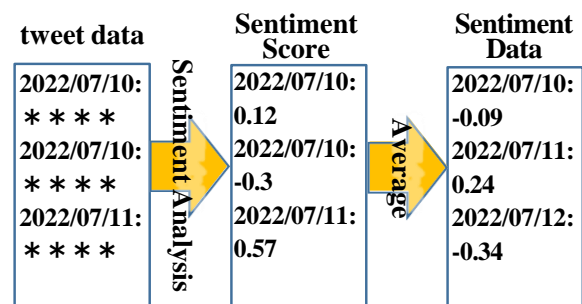 tweet data
2022/07/10:
＊＊＊＊
2022/07/10:
＊＊＊＊
2022/07/11:
＊＊＊＊
Sentiment Analysis
Sentiment
Score
2022/07/10:
0.12
2022/07/10:
-0.3
2022/07/11:
0.57
Average
Sentiment
Data
2022/07/10:
-0.09
2022/07/11:
0.24
2022/07/12:
-0.34